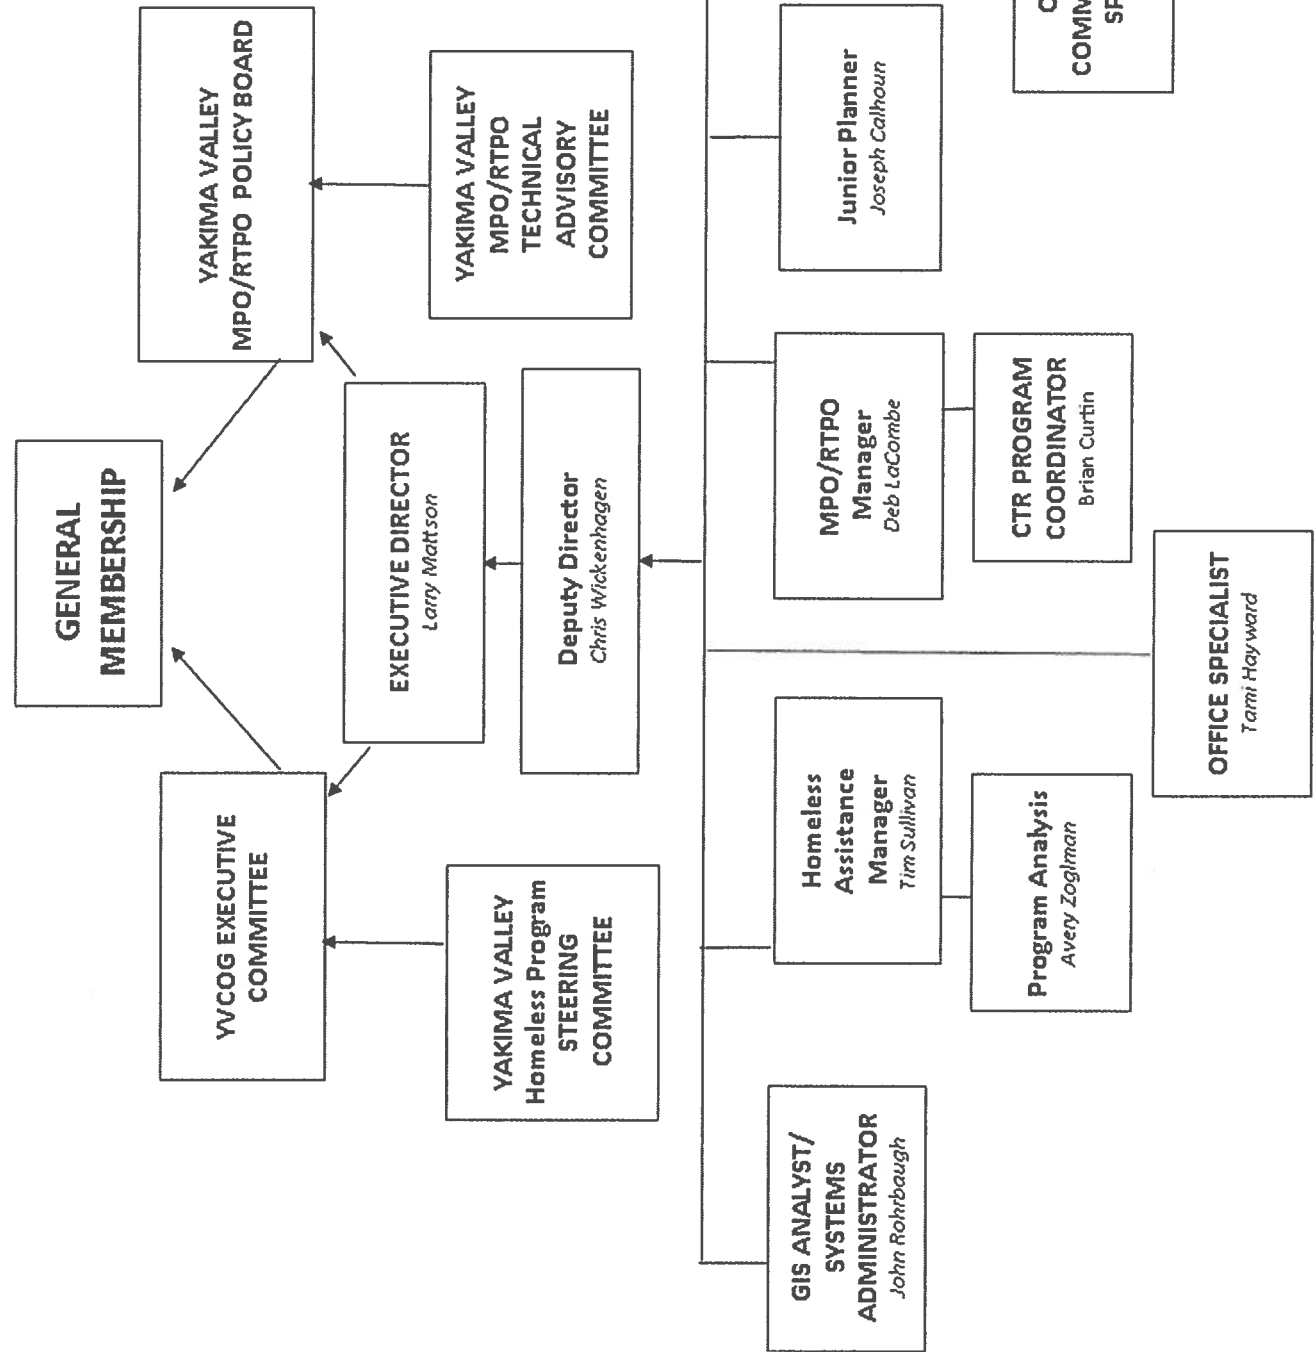 GENERAL
MEMBERSHIP
YVCOG EXECUTIVE
COMMITTEE
YAKIMA VALLEY
MPO/RTPO POLICY BOARD
EXECUTIVE DIRECTOR
Larry Mattson
YAKIMA VALLEY
Homeless Program
STEERING
COMMITTEE
YAKIMA VALLEY
MPO/RTPO
TECHNICAL
ADVISORY
COMMITTEE
Deputy Director
Chris Wickenhagen
GIS ANALYST/
SYSTEMS
ADMINISTRATOR
John Rohrbaugh
Homeless
Assistance
Manager
Tim Sullivan
MPO/RTPO
Manager
Deb LaCombe
Junior Planner
Joseph Calhoun
Program Analysis
Avery Zoglman
CTR PROGRAM
COORDINATOR
Brian Curtin
OFFICE SPECIALIST
Tami Hayward
COMM